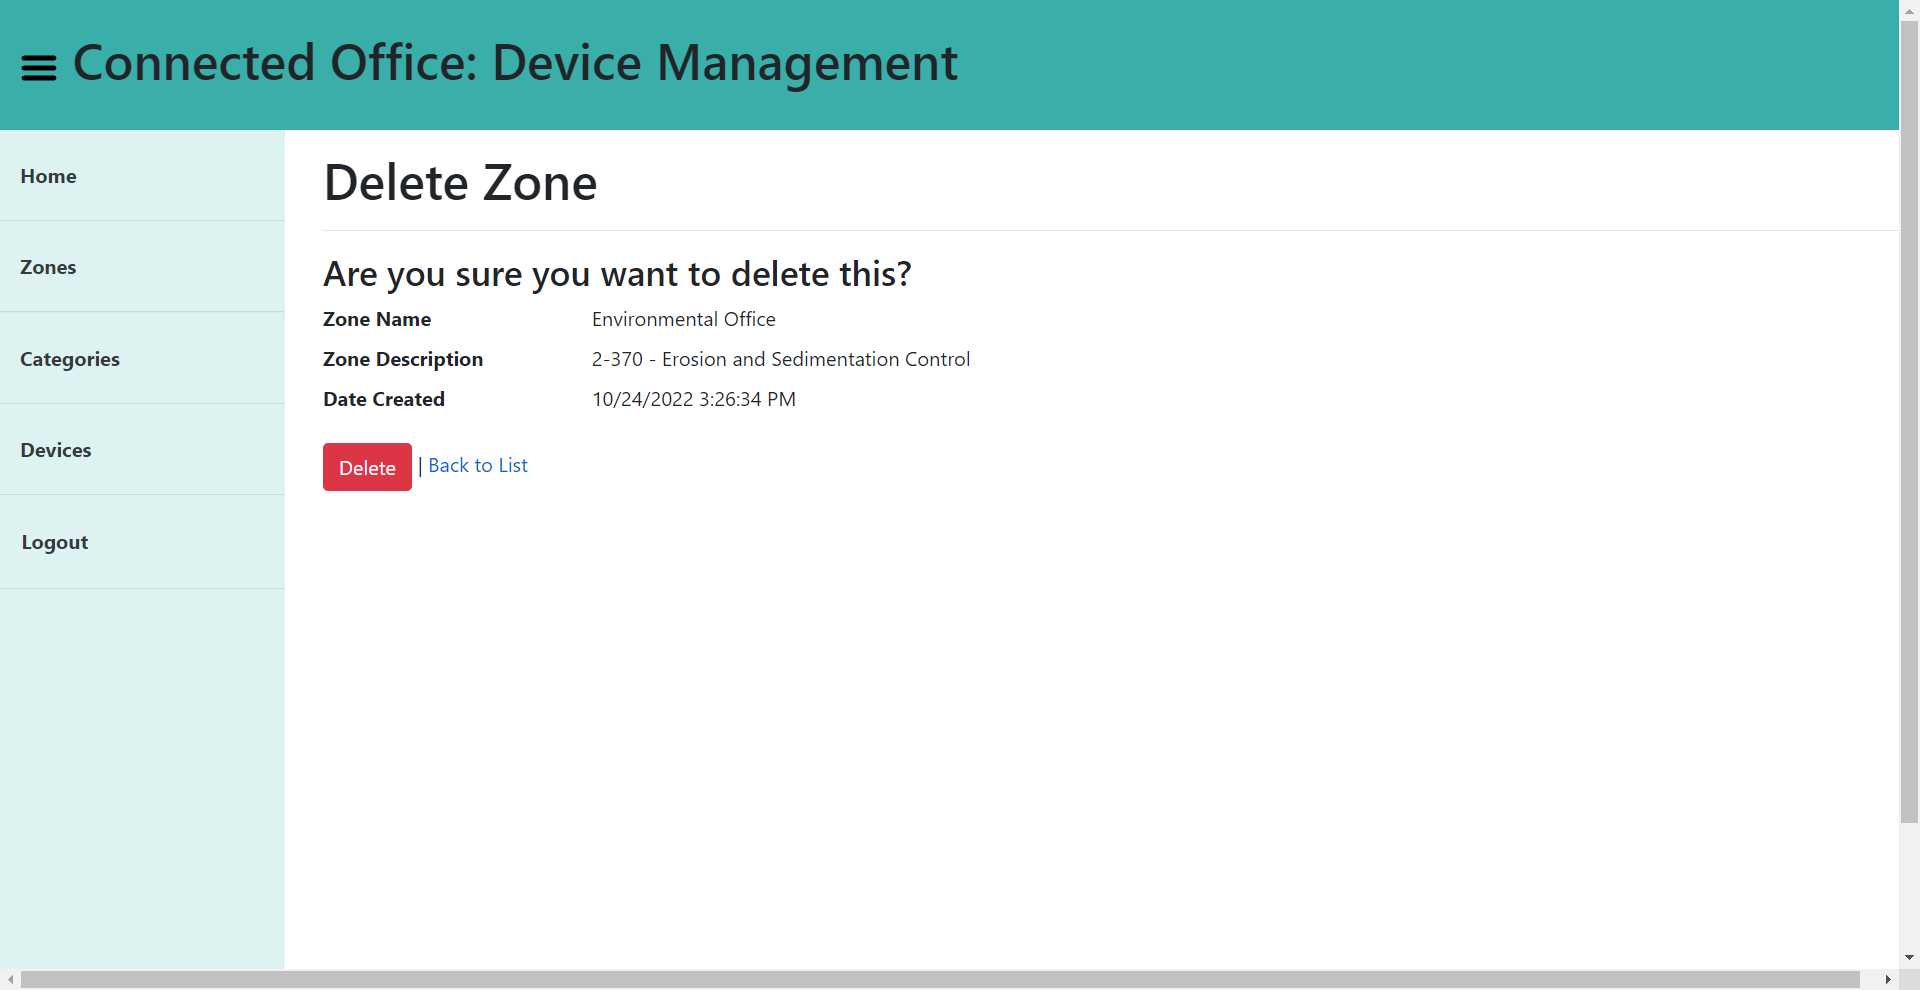 Connected Office: Device Management
Home
Zones
Categories
Devices
Logout
Delete Zone
Are you sure you want to delete this?
Zone Name Environmental Office
Zone Description 2-370 - Erosion and Sedimentation Control
Date Created 10/24/2022 3:26:34 PM
Delete | Back to List